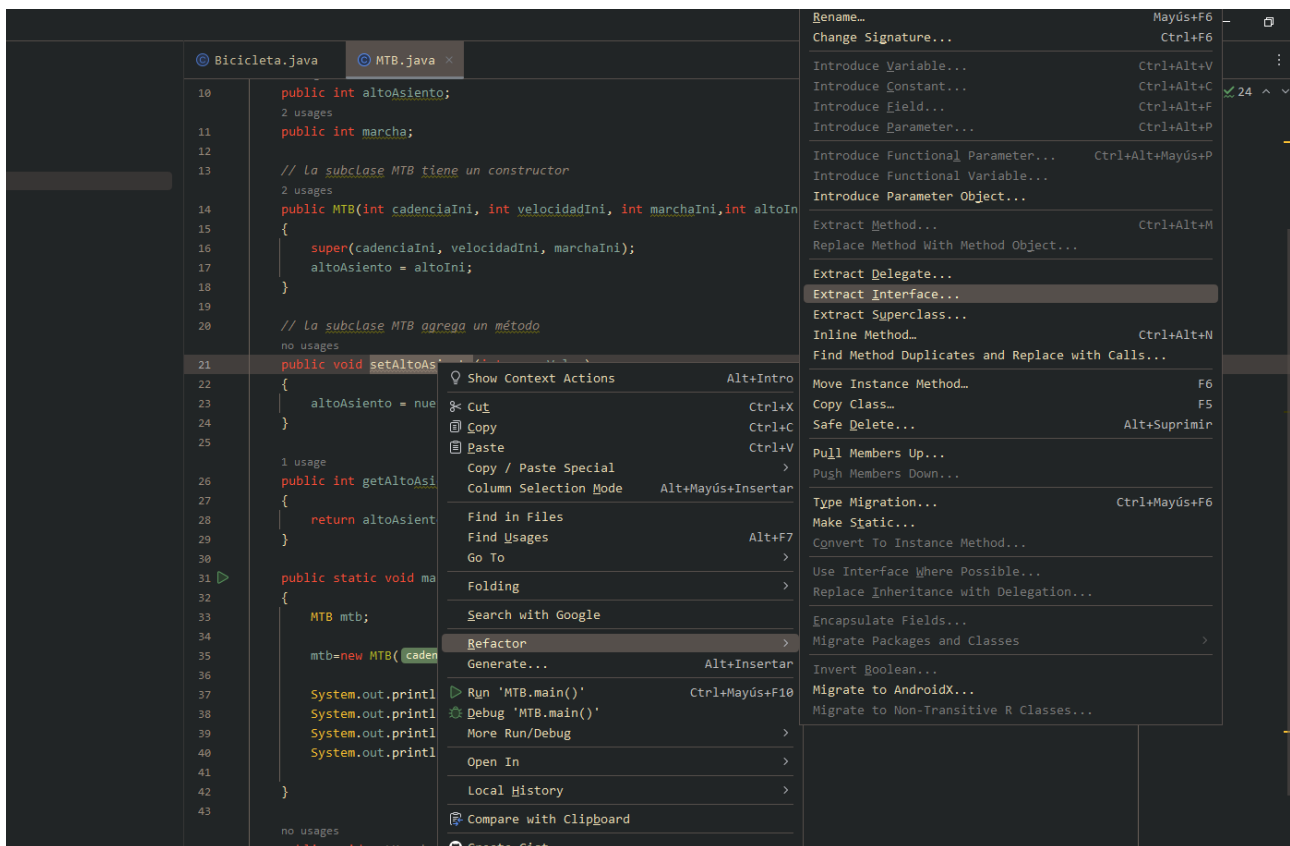 Bicicleta.java
MTB.java
10 public int altoAsiento;
2 usages
11 public int marcha;
12
13 // la subclase MTB tiene un constructor
2 usages
14 public MTB(int cadenciaIni, int velocidadIni, int marchaIni,int altoIn
15 {
16 super(cadenciaIni, velocidadIni, marchaIni);
17 altoAsiento = altoIni;
18 }
19
20 // la subclase MTB agrega un método
no usages
21 public void setAltoAs
22 {
23 altoAsiento = nue
24 }
25
1 usage
26 public int getAltoAsi
27 {
28 return altoAsient
29 }
30
31 public static void ma
32 {
33 MTB mtb;
34
35 mtb=new MTB( caden
36
37 System.out.printl
38 System.out.printl
39 System.out.printl
40 System.out.printl
41
42 }
43
no usages
Show Context Actions Alt+Intro
Cut Ctrl+X
Copy Ctrl+C
Paste Ctrl+V
Copy / Paste Special
Column Selection Mode Alt+Mayús+Insertar
Find in Files
Find Usages Alt+F7
Go To
Folding
Search with Google
Refactor
Generate... Alt+Insertar
Run 'MTB.main()' Ctrl+Mayús+F10
Debug 'MTB.main()'
More Run/Debug
Open In
Local History
Compare with Clipboard
Rename… Mayús+F6
Change Signature... Ctrl+F6
Introduce Variable... Ctrl+Alt+V
Introduce Constant... Ctrl+Alt+C
Introduce Field... Ctrl+Alt+F
Introduce Parameter... Ctrl+Alt+P
Introduce Functional Parameter... Ctrl+Alt+Mayús+P
Introduce Functional Variable...
Introduce Parameter Object...
Extract Method... Ctrl+Alt+M
Replace Method With Method Object...
Extract Delegate...
Extract Interface...
Extract Superclass...
Inline Method… Ctrl+Alt+N
Find Method Duplicates and Replace with Calls...
Move Instance Method… F6
Copy Class… F5
Safe Delete... Alt+Suprimir
Pull Members Up...
Push Members Down...
Type Migration... Ctrl+Mayús+F6
Make Static...
Convert To Instance Method...
Use Interface Where Possible...
Replace Inheritance with Delegation...
Encapsulate Fields...
Migrate Packages and Classes
Invert Boolean...
Migrate to AndroidX...
Migrate to Non-Transitive R Classes...
24